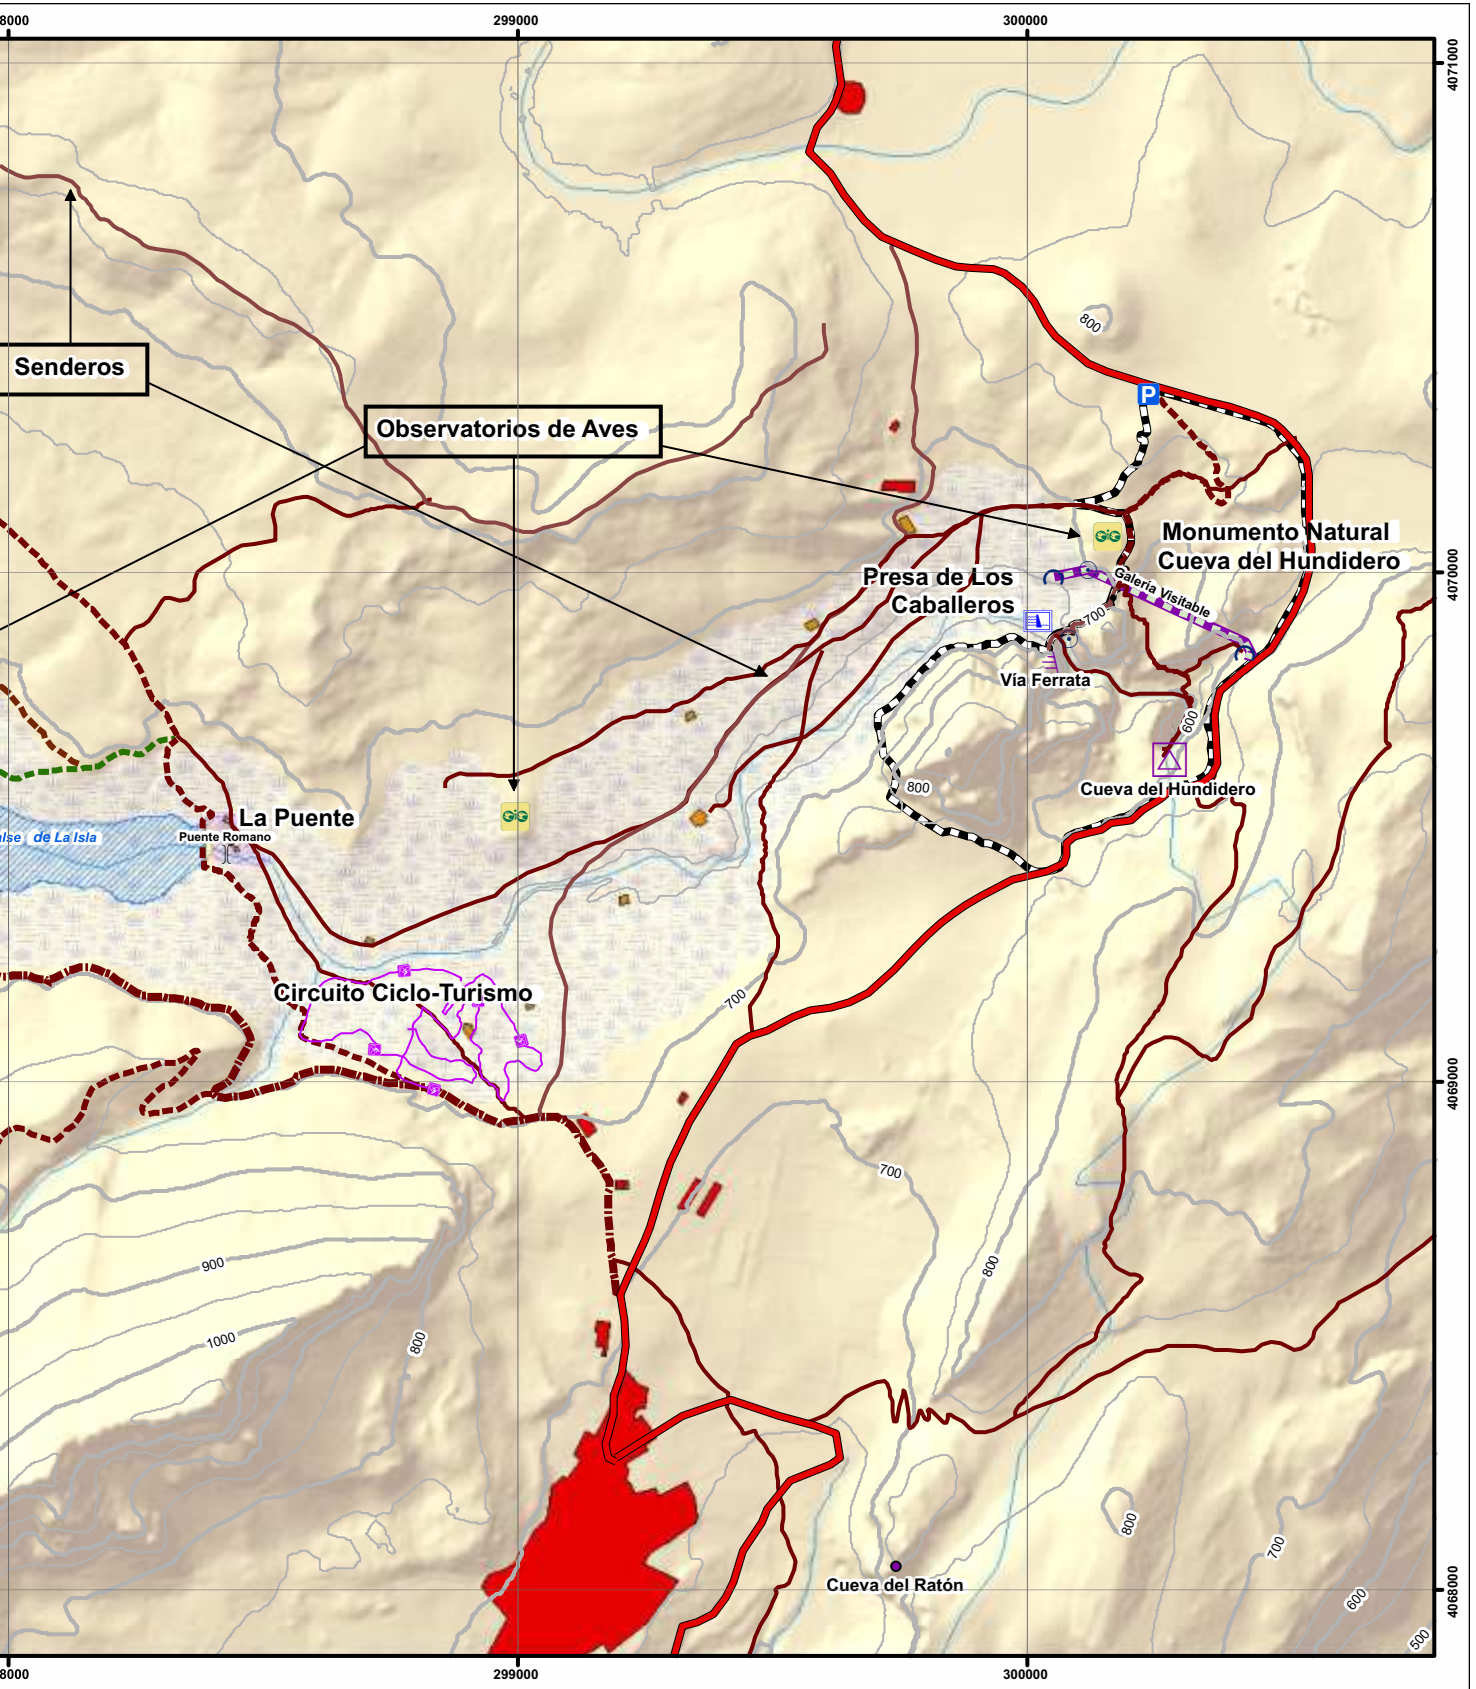 8000
299000
300000
4071000
800
P
Senderos
Observatorios de Aves
Monumento Natural
Cueva del Hundidero
4070000
Presa de Los
Caballeros
Galería Visitable
700
Vía Ferrata
600
800
Cueva del Hundidero
La Puente
Puente Romano
de La Isla
Circuito Ciclo-Turismo
700
4069000
700
900
800
1000
800
800
700
600
500
Cueva del Ratón
4068000
8000
299000
300000